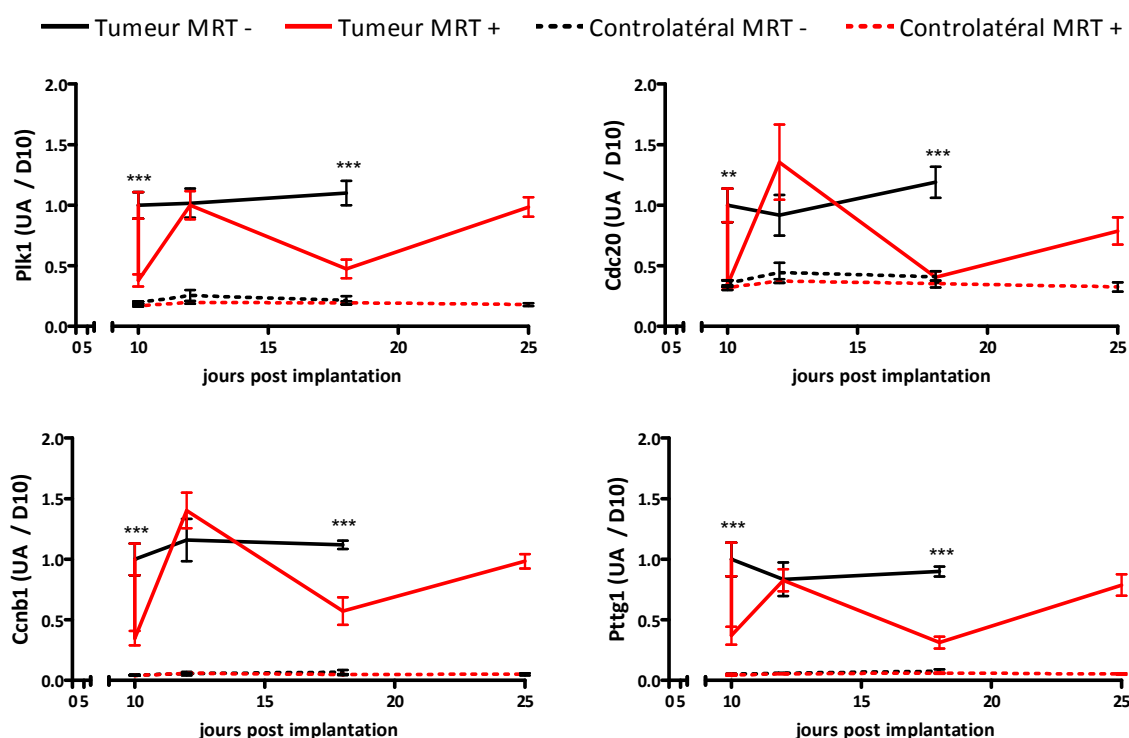 Tumeur MRT - Tumeur MRT + Controlatéral MRT - Controlatéral MRT +
Plk1 (UA / D10)
2.0
1.5
1.0
0.5
0.0
*** ***
0 5 10 15 20 25
jours post implantation
Cdc20 (UA / D10)
2.0
1.5
1.0
0.5
0.0
** ***
0 5 10 15 20 25
jours post implantation
Ccnb1 (UA / D10)
2.0
1.5
1.0
0.5
0.0
*** ***
0 5 10 15 20 25
jours post implantation
Pttg1 (UA / D10)
2.0
1.5
1.0
0.5
0.0
*** ***
0 5 10 15 20 25
jours post implantation